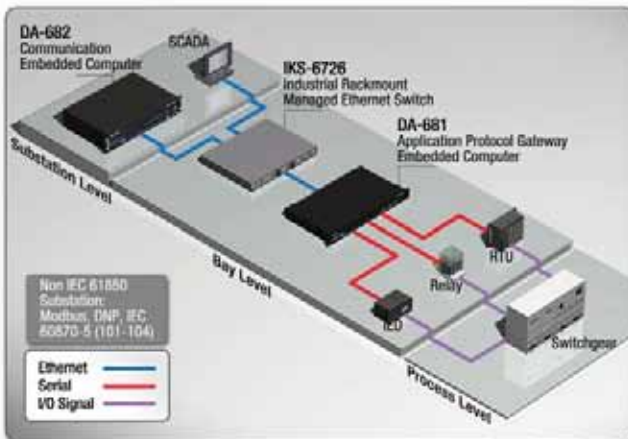 DA-682
Communication
Embedded Computer
SCADA
IKS-6726
Industrial Rackmount
Managed Ethernet Switch
DA-681
Application Protocol Gateway
Embedded Computer
Substation Level
Bay Level
RTU
Relay
IED
Switchgear
Process Level
Non IEC 61850
Substation:
Modbus, DNP, IEC
60870-5 (101-104)
Ethernet
Serial
I/O Signal